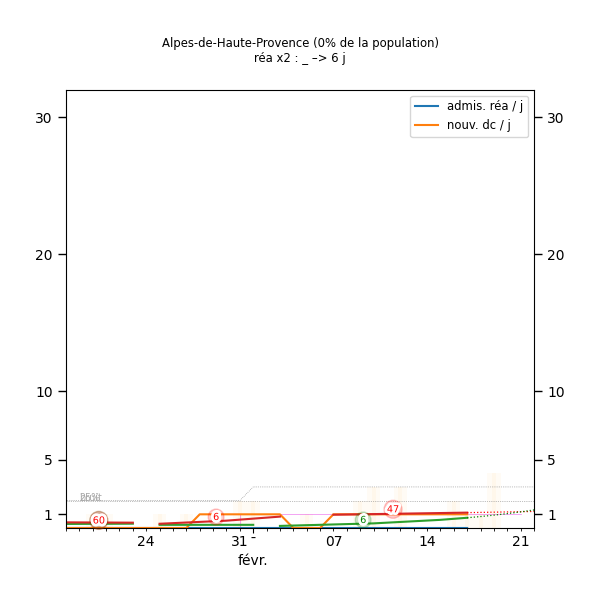 Alpes-de-Haute-Provence (0% de la population)
réa x2 : _ –> 6 j
admis. réa / j
nouv. dc / j
30 30
20 20
10 10
5 5
1 60 6 6 47 1
24 31 07 14 21
févr.